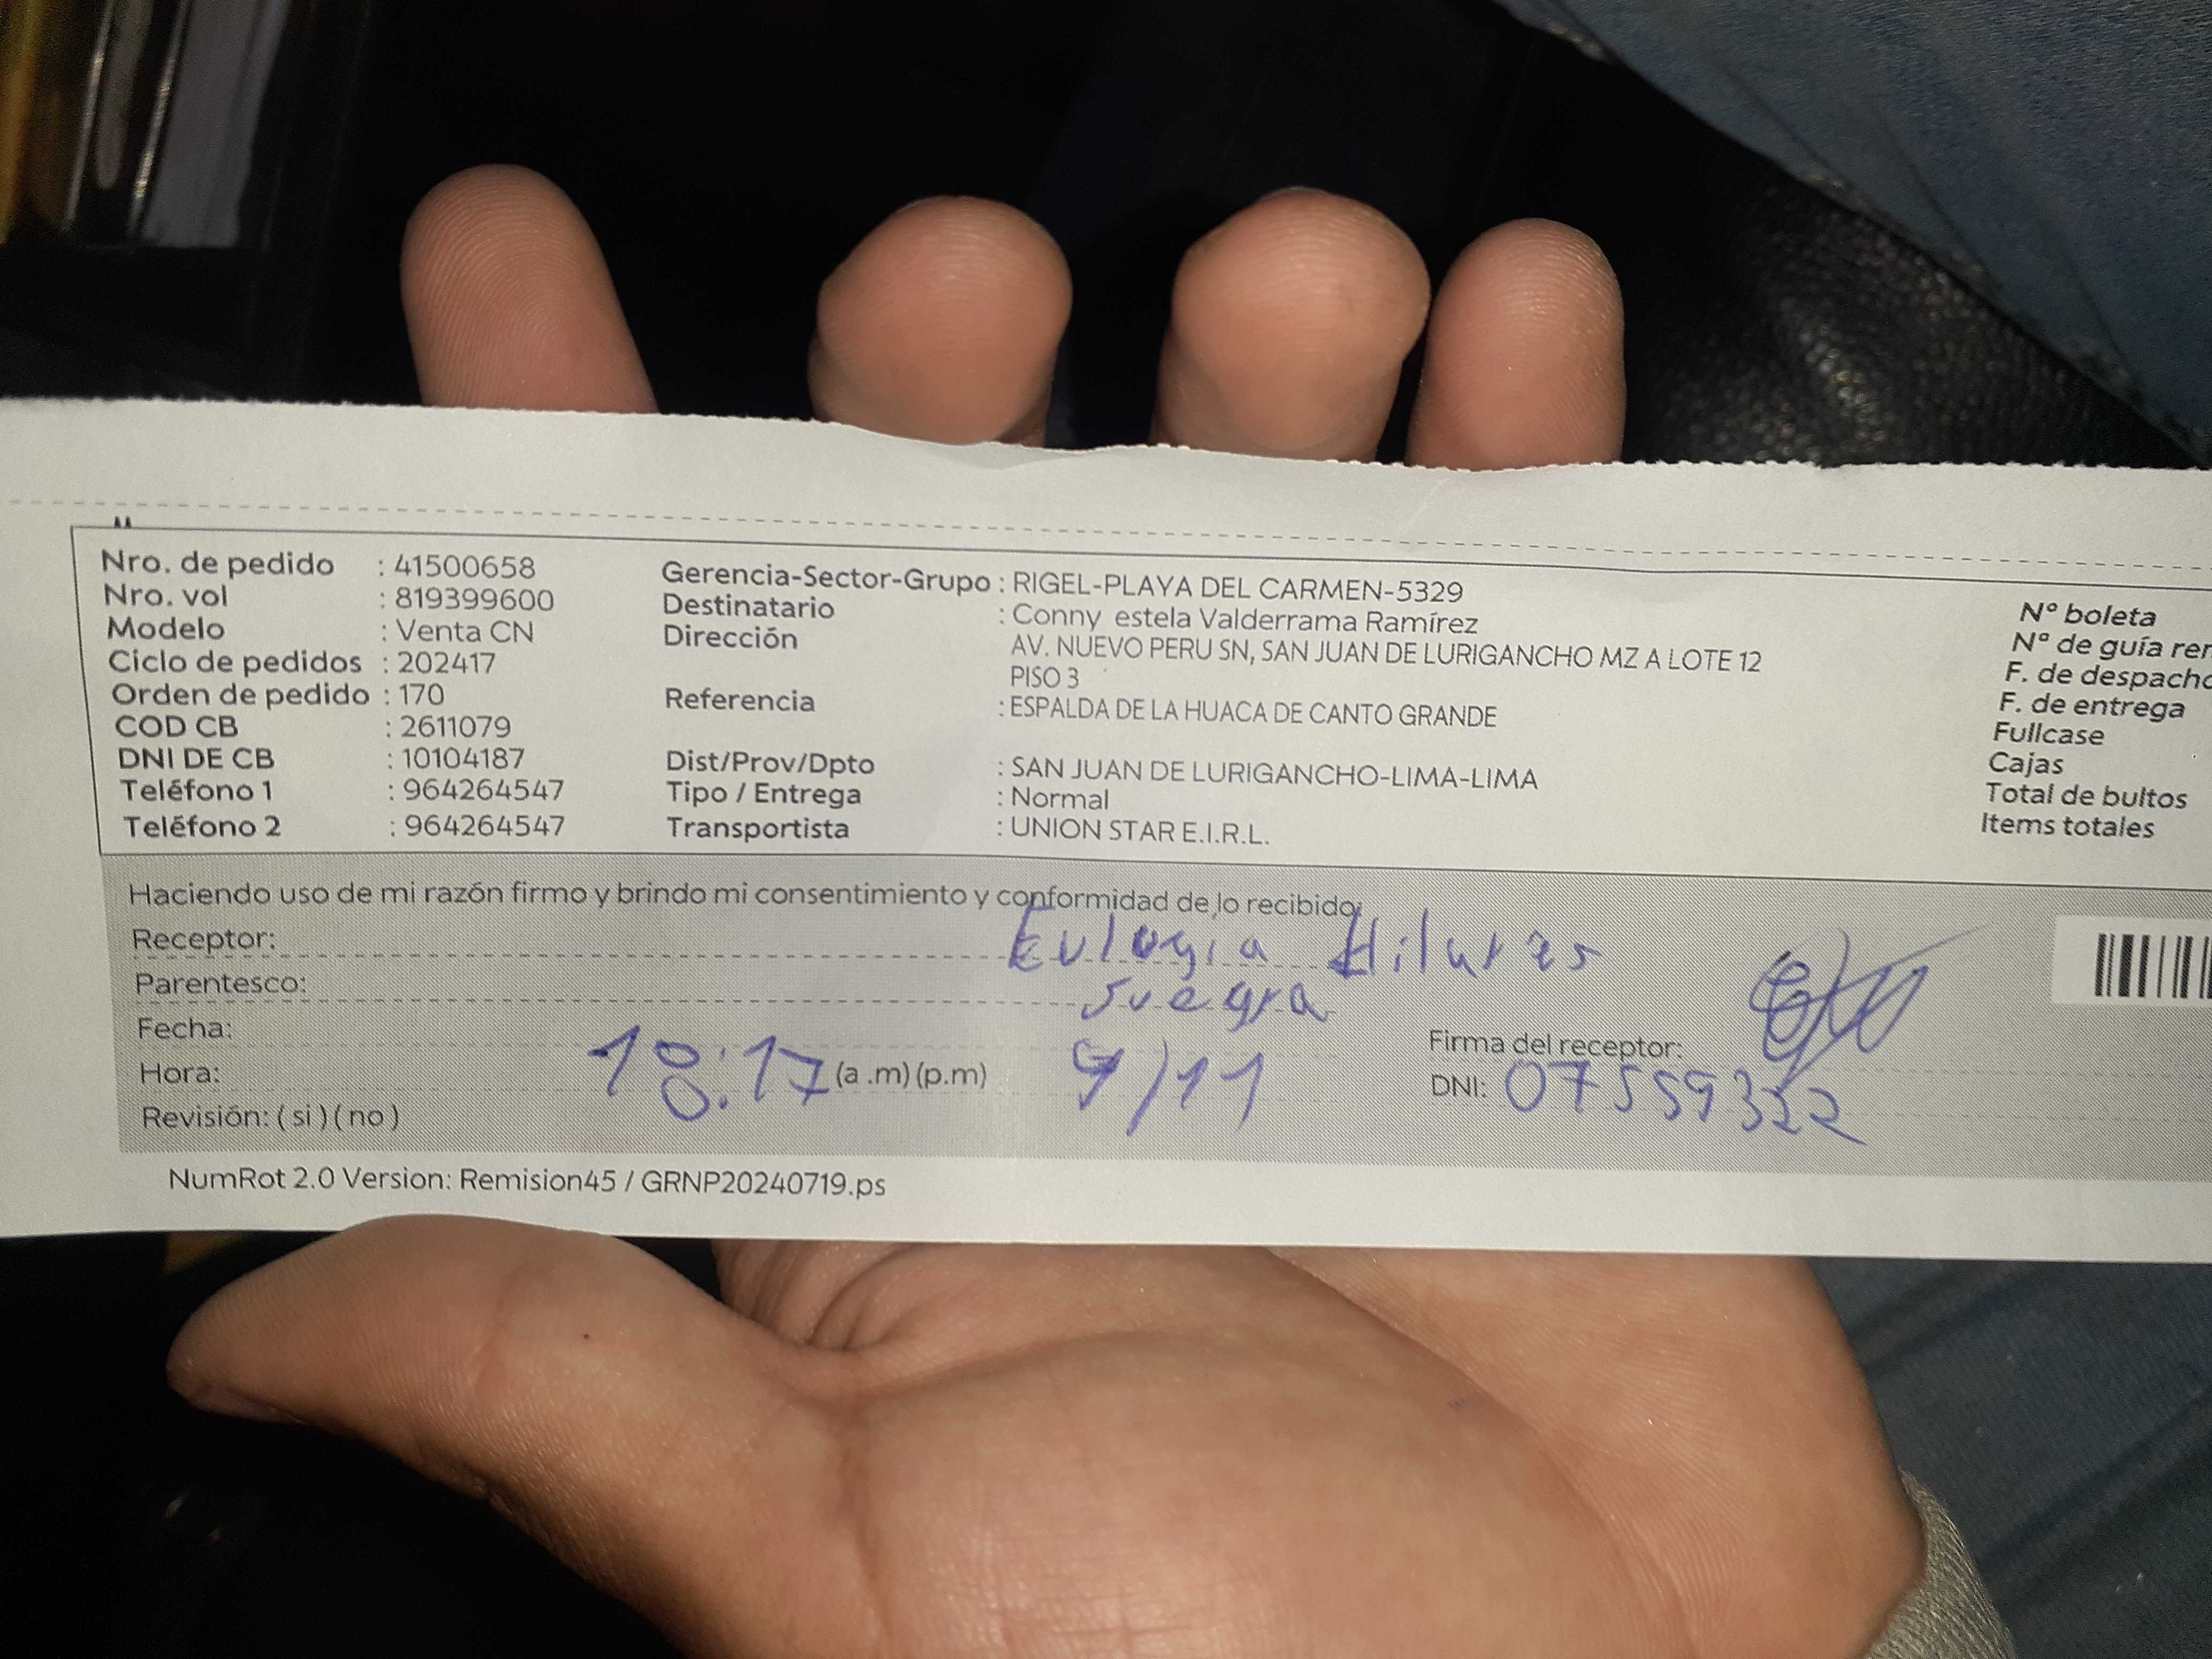 Nro. de pedido : 41500658
Nro. vol : 819399600
Modelo : Venta CN
Ciclo de pedidos : 202417
Orden de pedido : 170
COD CB : 2611079
DNI DE CB : 10104187
Teléfono 1 : 964264547
Teléfono 2 : 964264547
Gerencia-Sector-Grupo : RIGEL-PLAYA DEL CARMEN-5329
Destinatario : Conny estela Valderrama Ramírez
Dirección AV. NUEVO PERU SN, SAN JUAN DE LURIGANCHO MZ A LOTE 12
PISO 3
Referencia : ESPALDA DE LA HUACA DE CANTO GRANDE
Dist/Prov/Dpto : SAN JUAN DE LURIGANCHO-LIMA-LIMA
Tipo / Entrega : Normal
Transportista : UNION STAR E.I.R.L.
N° boleta
N° de guía
F. de despacho
F. de entrega
Fullcase
Cajas
Total de bultos
Items totales
Haciendo uso de mi razón firmo y brindo mi consentimiento y conformidad de lo recibido:
Receptor: Eulogia Hilares
Parentesco: suegra
Fecha:
Hora: 18:17 (a .m) (p.m) 9/11
Revisión: ( si ) ( no )
Firma del receptor:
DNI: 07559322
NumRot 2.0 Version: Remision45 / GRNP20240719.ps